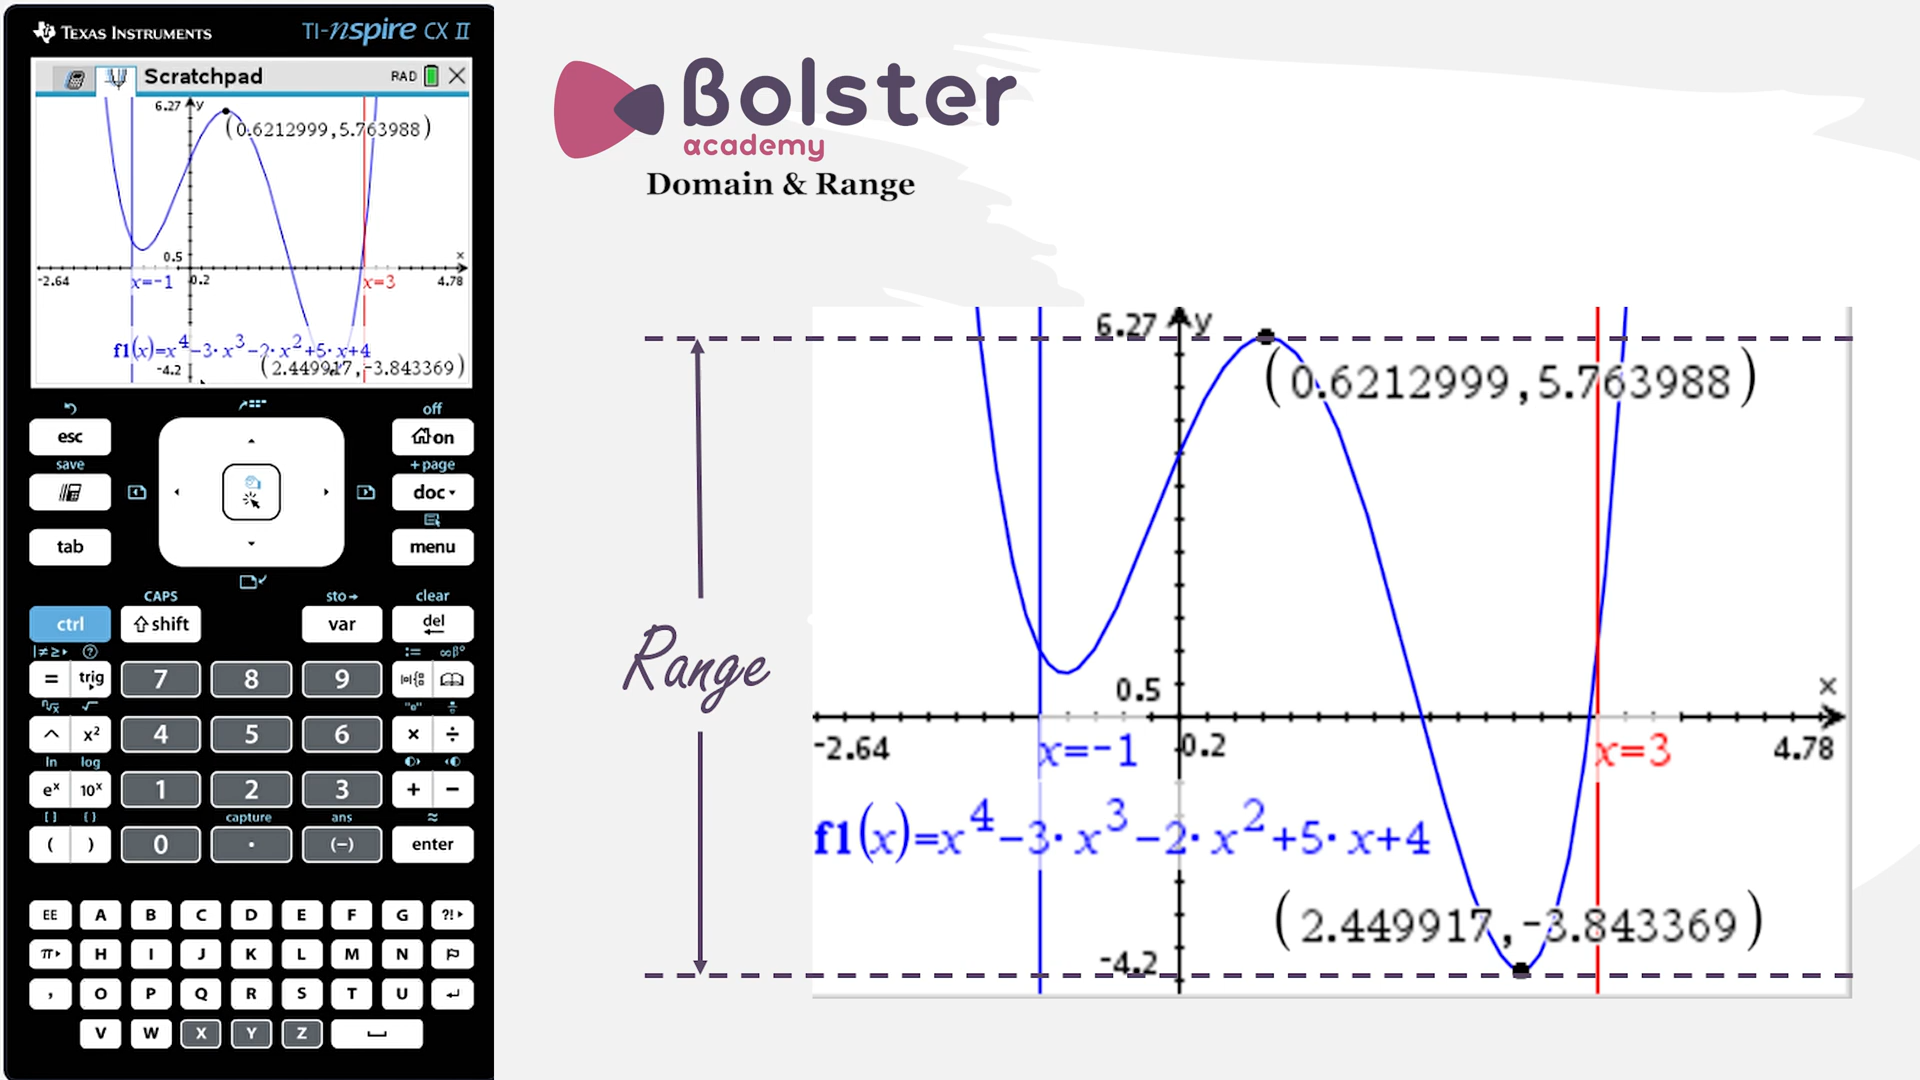 TEXAS INSTRUMENTS TI-nspire CX II
Scratchpad RAD
6.27 y
(0.6212999,5.763988)
0.5 x
-2.64 x=-1 0.2 x=3 4.78
f1(x)=x^4-3·x^3-2·x^2+5·x+4
-4.2 (2.449917,-3.843369)
off
esc on
save + page
doc
tab menu
CAPS sto→ clear
ctrl shift var del
|≠≥▸ ? := ∞β°
= trig 7 8 9
ⁿ√x √ "□"
^ x² 4 5 6 × ÷
ln log
eˣ 10ˣ 1 2 3 + −
[ ] { } capture ans ≈
( ) 0 . (−) enter
EE A B C D E F G ?!▸
π▸ H I J K L M N
, O P Q R S T U ↵
V W X Y Z
βolster
academy
Domain & Range
Range
6.27 y
(0.6212999,5.763988)
0.5 x
-2.64 x=-1 0.2 x=3 4.78
f1(x)=x^4-3·x^3-2·x^2+5·x+4
(2.449917,-3.843369)
-4.2